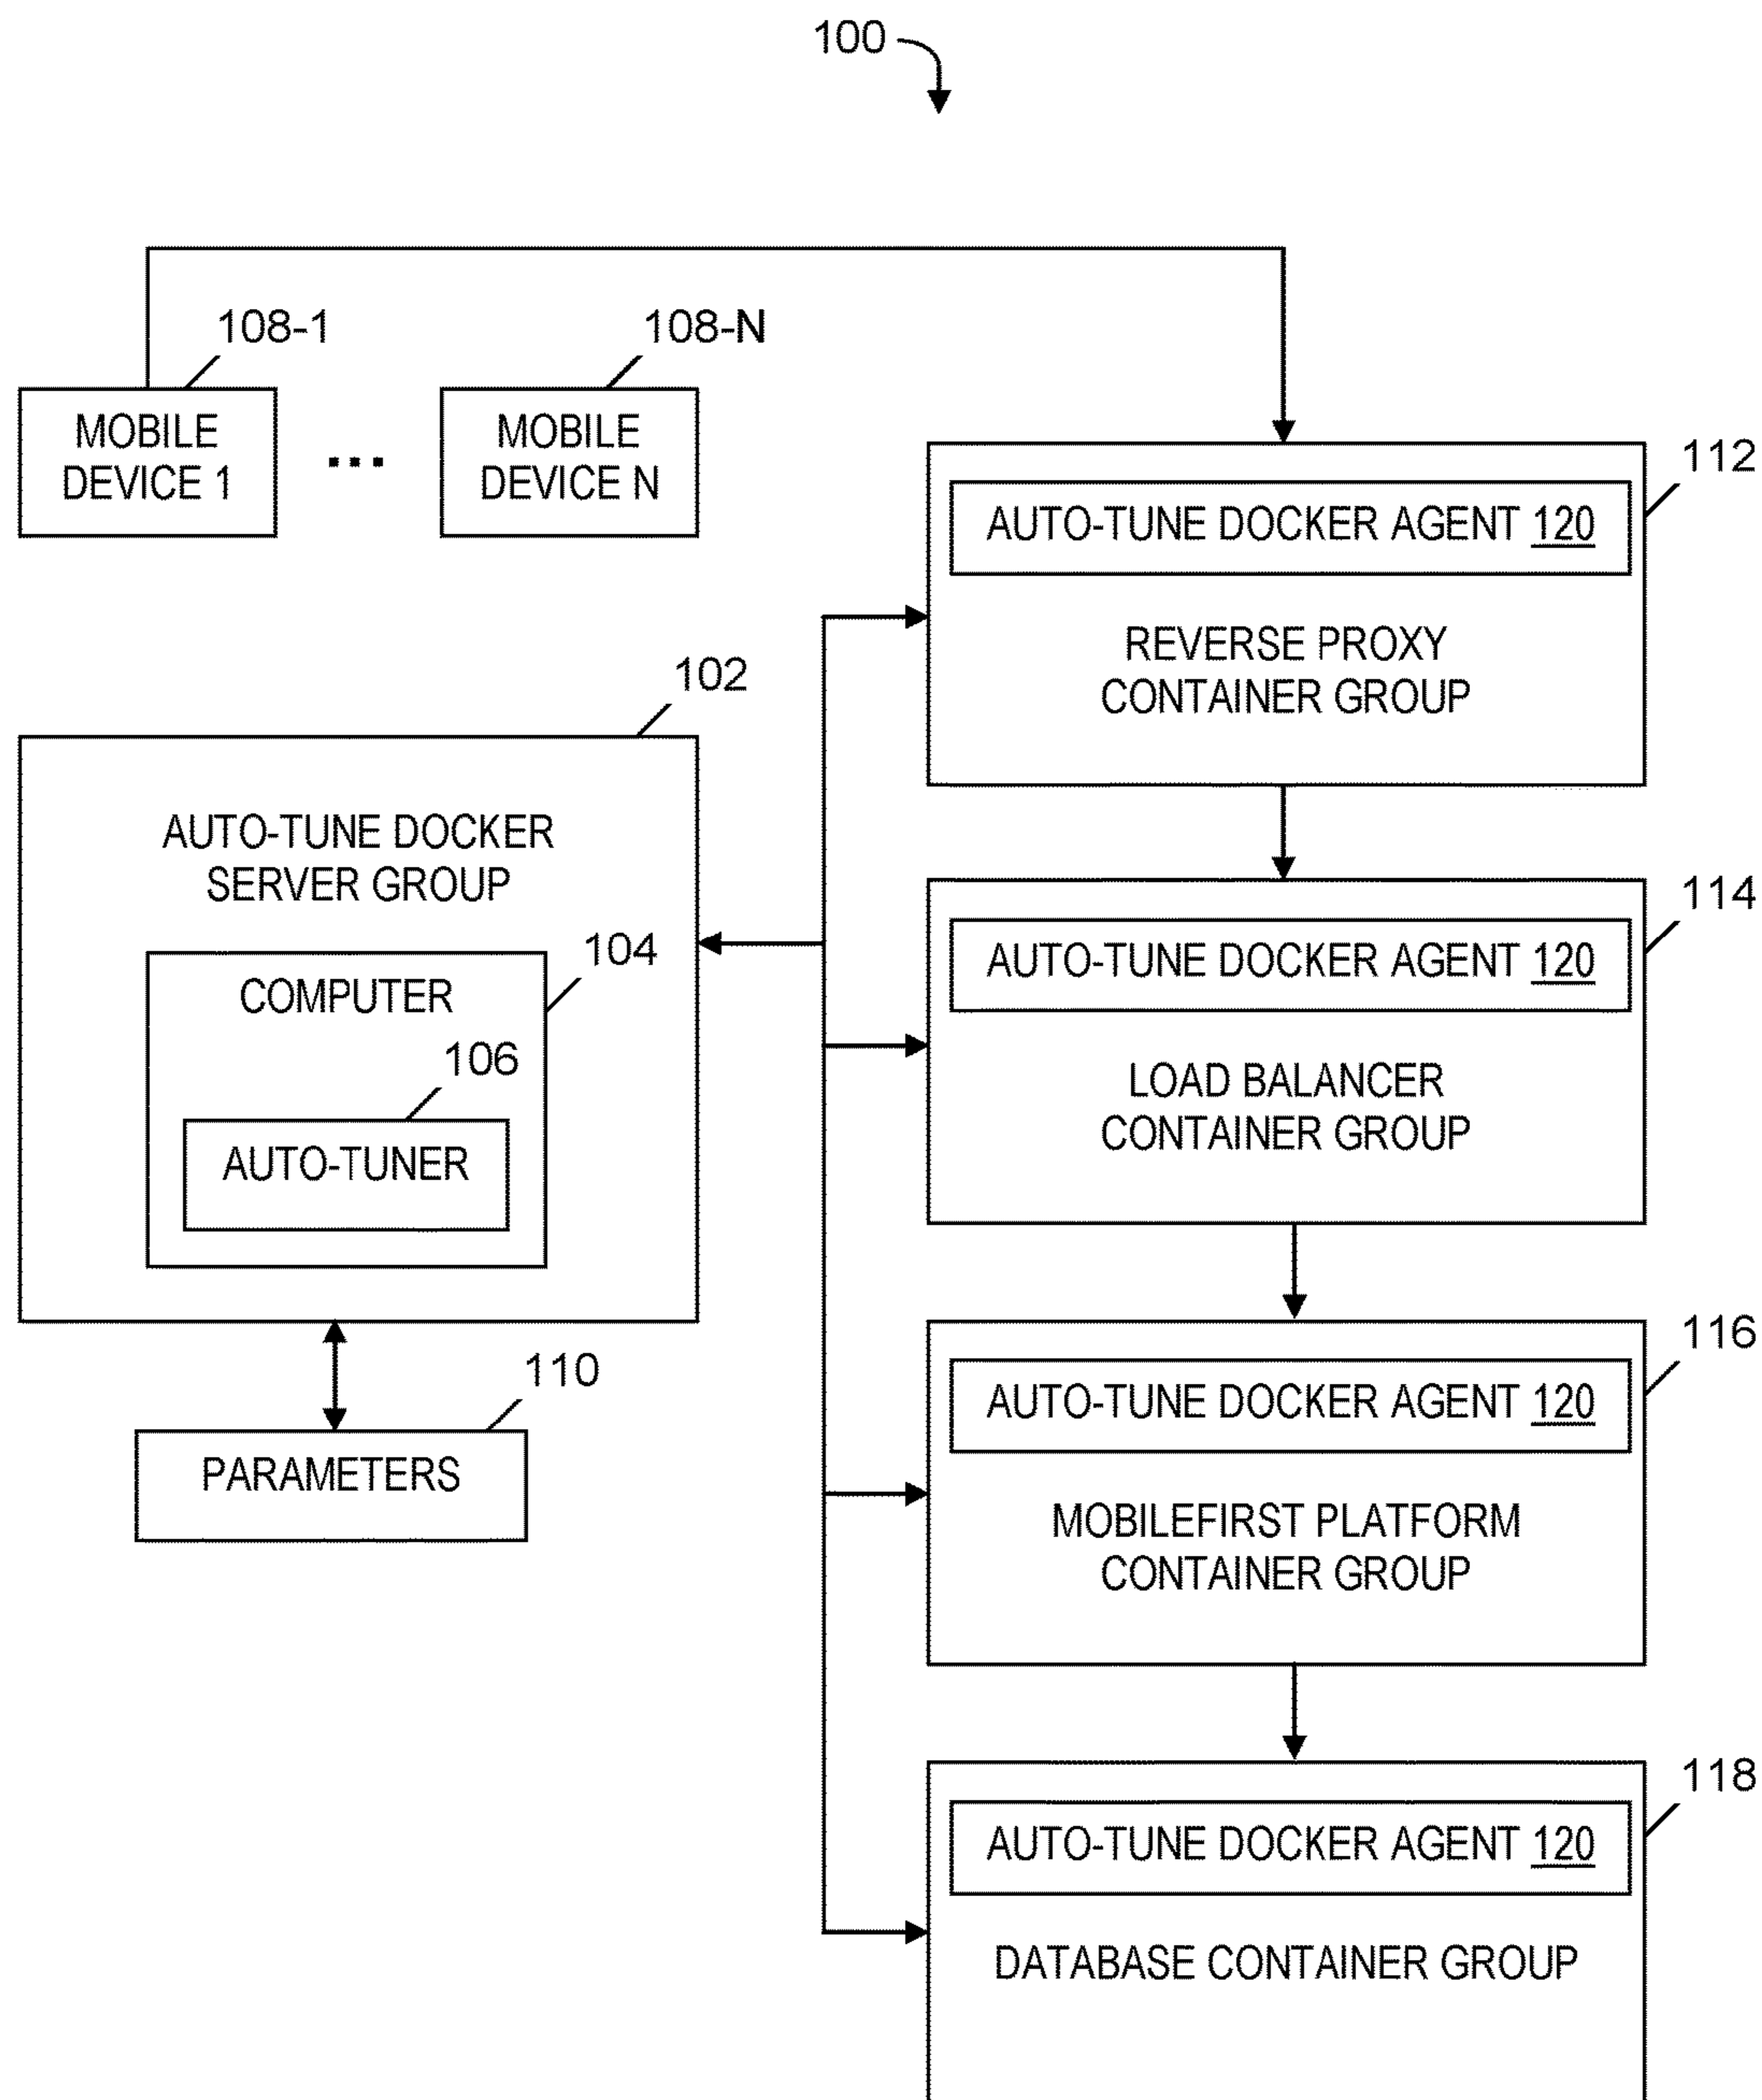 100
108-1
108-N
MOBILE
DEVICE 1
...
MOBILE
DEVICE N
112
AUTO-TUNE DOCKER AGENT 120
REVERSE PROXY
CONTAINER GROUP
102
AUTO-TUNE DOCKER
SERVER GROUP
104
COMPUTER
106
AUTO-TUNER
114
AUTO-TUNE DOCKER AGENT 120
LOAD BALANCER
CONTAINER GROUP
110
PARAMETERS
116
AUTO-TUNE DOCKER AGENT 120
MOBILEFIRST PLATFORM
CONTAINER GROUP
118
AUTO-TUNE DOCKER AGENT 120
DATABASE CONTAINER GROUP